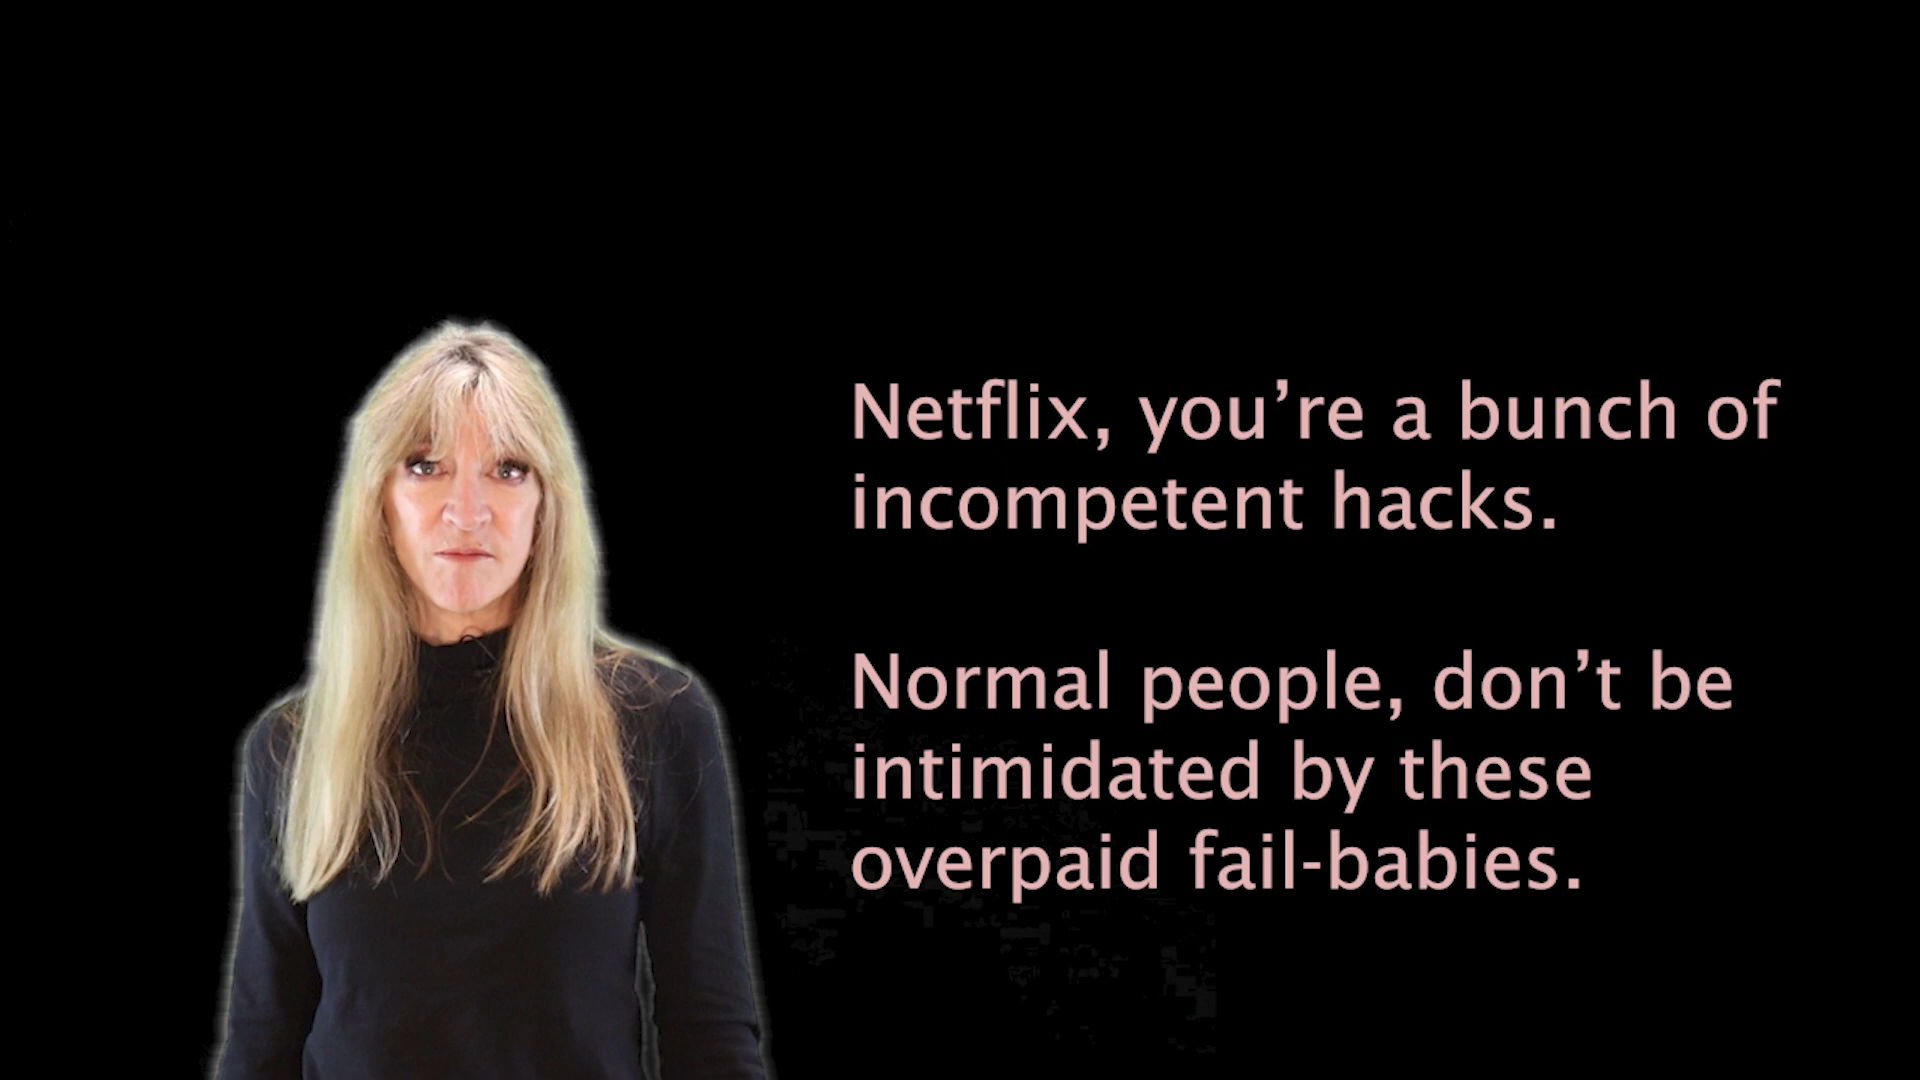 Netflix, you’re a bunch of
incompetent hacks.
Normal people, don’t be
intimidated by these
overpaid fail-babies.